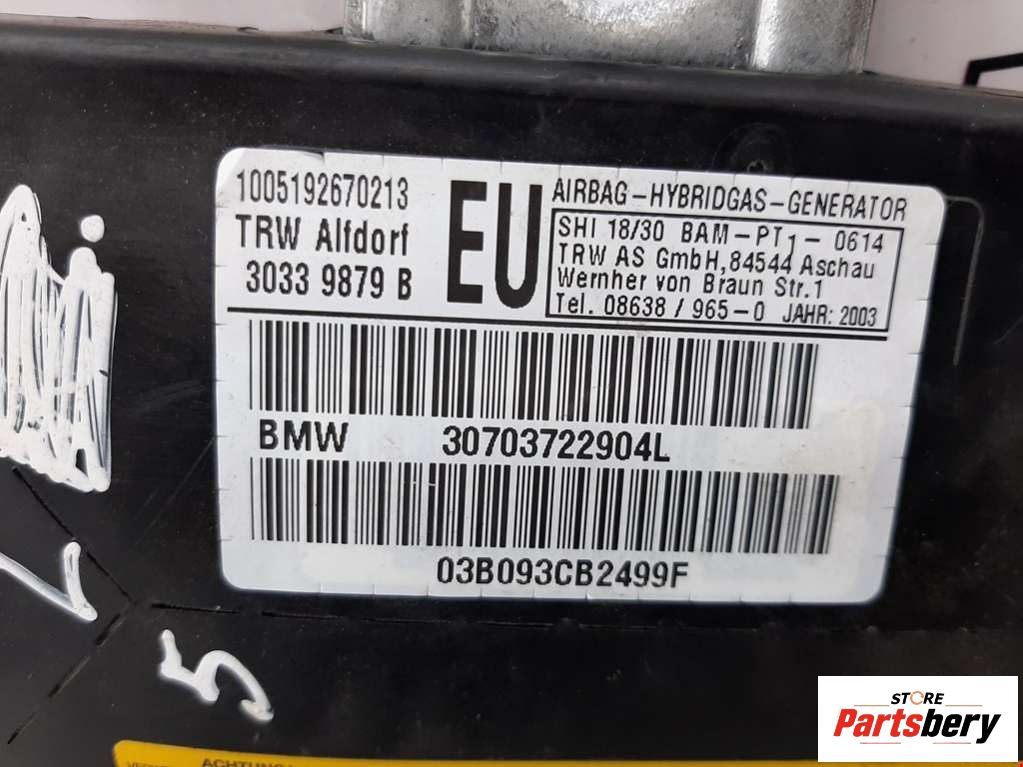 1005192670213
TRW Alfdorf
3033 9879 B
EU
AIRBAG-HYBRIDGAS-GENERATOR
SHI 18/30 BAM-PT1-0614
TRW AS GmbH, 84544 Aschau
Wernher von Braun Str.1
Tel. 08638 / 965-0 JAHR: 2003
BMW 30703722904L
03B093CB2499F
5
ACHTUNG
STORE
Partsbery